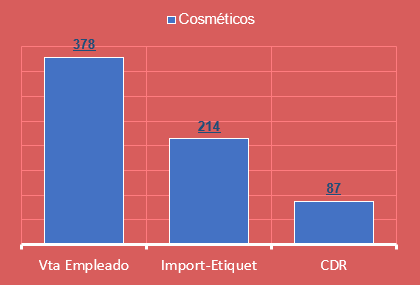 Cosméticos
378
214
87
Vta Empleado
Import-Etiquet
CDR